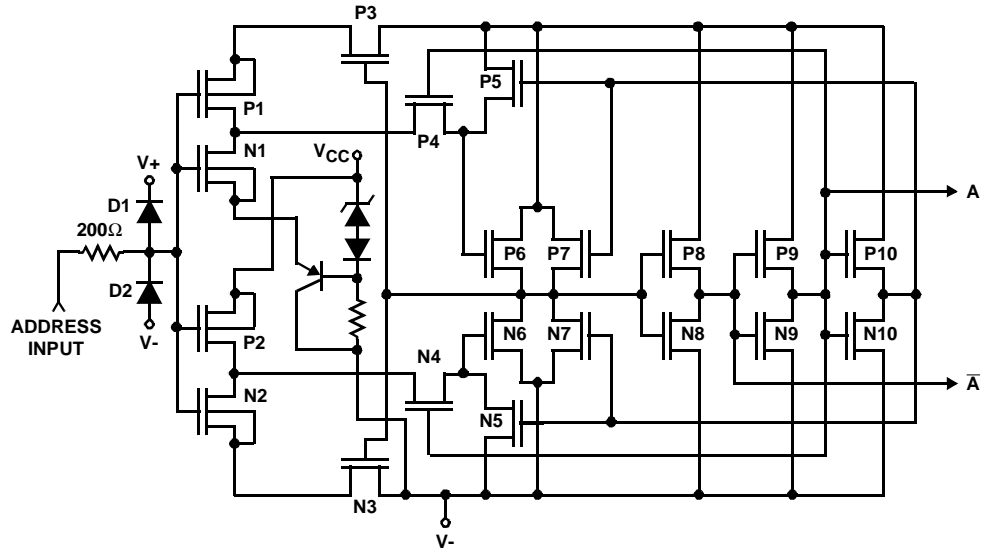 P3
P5
P1
P4
N1
V+
VCC
A
D1
200Ω
P6
P7
P8
P9
P10
D2
ADDRESS
INPUT
V-
P2
N6
N7
N8
N9
N10
N4
A̅
N2
N5
N3
V-